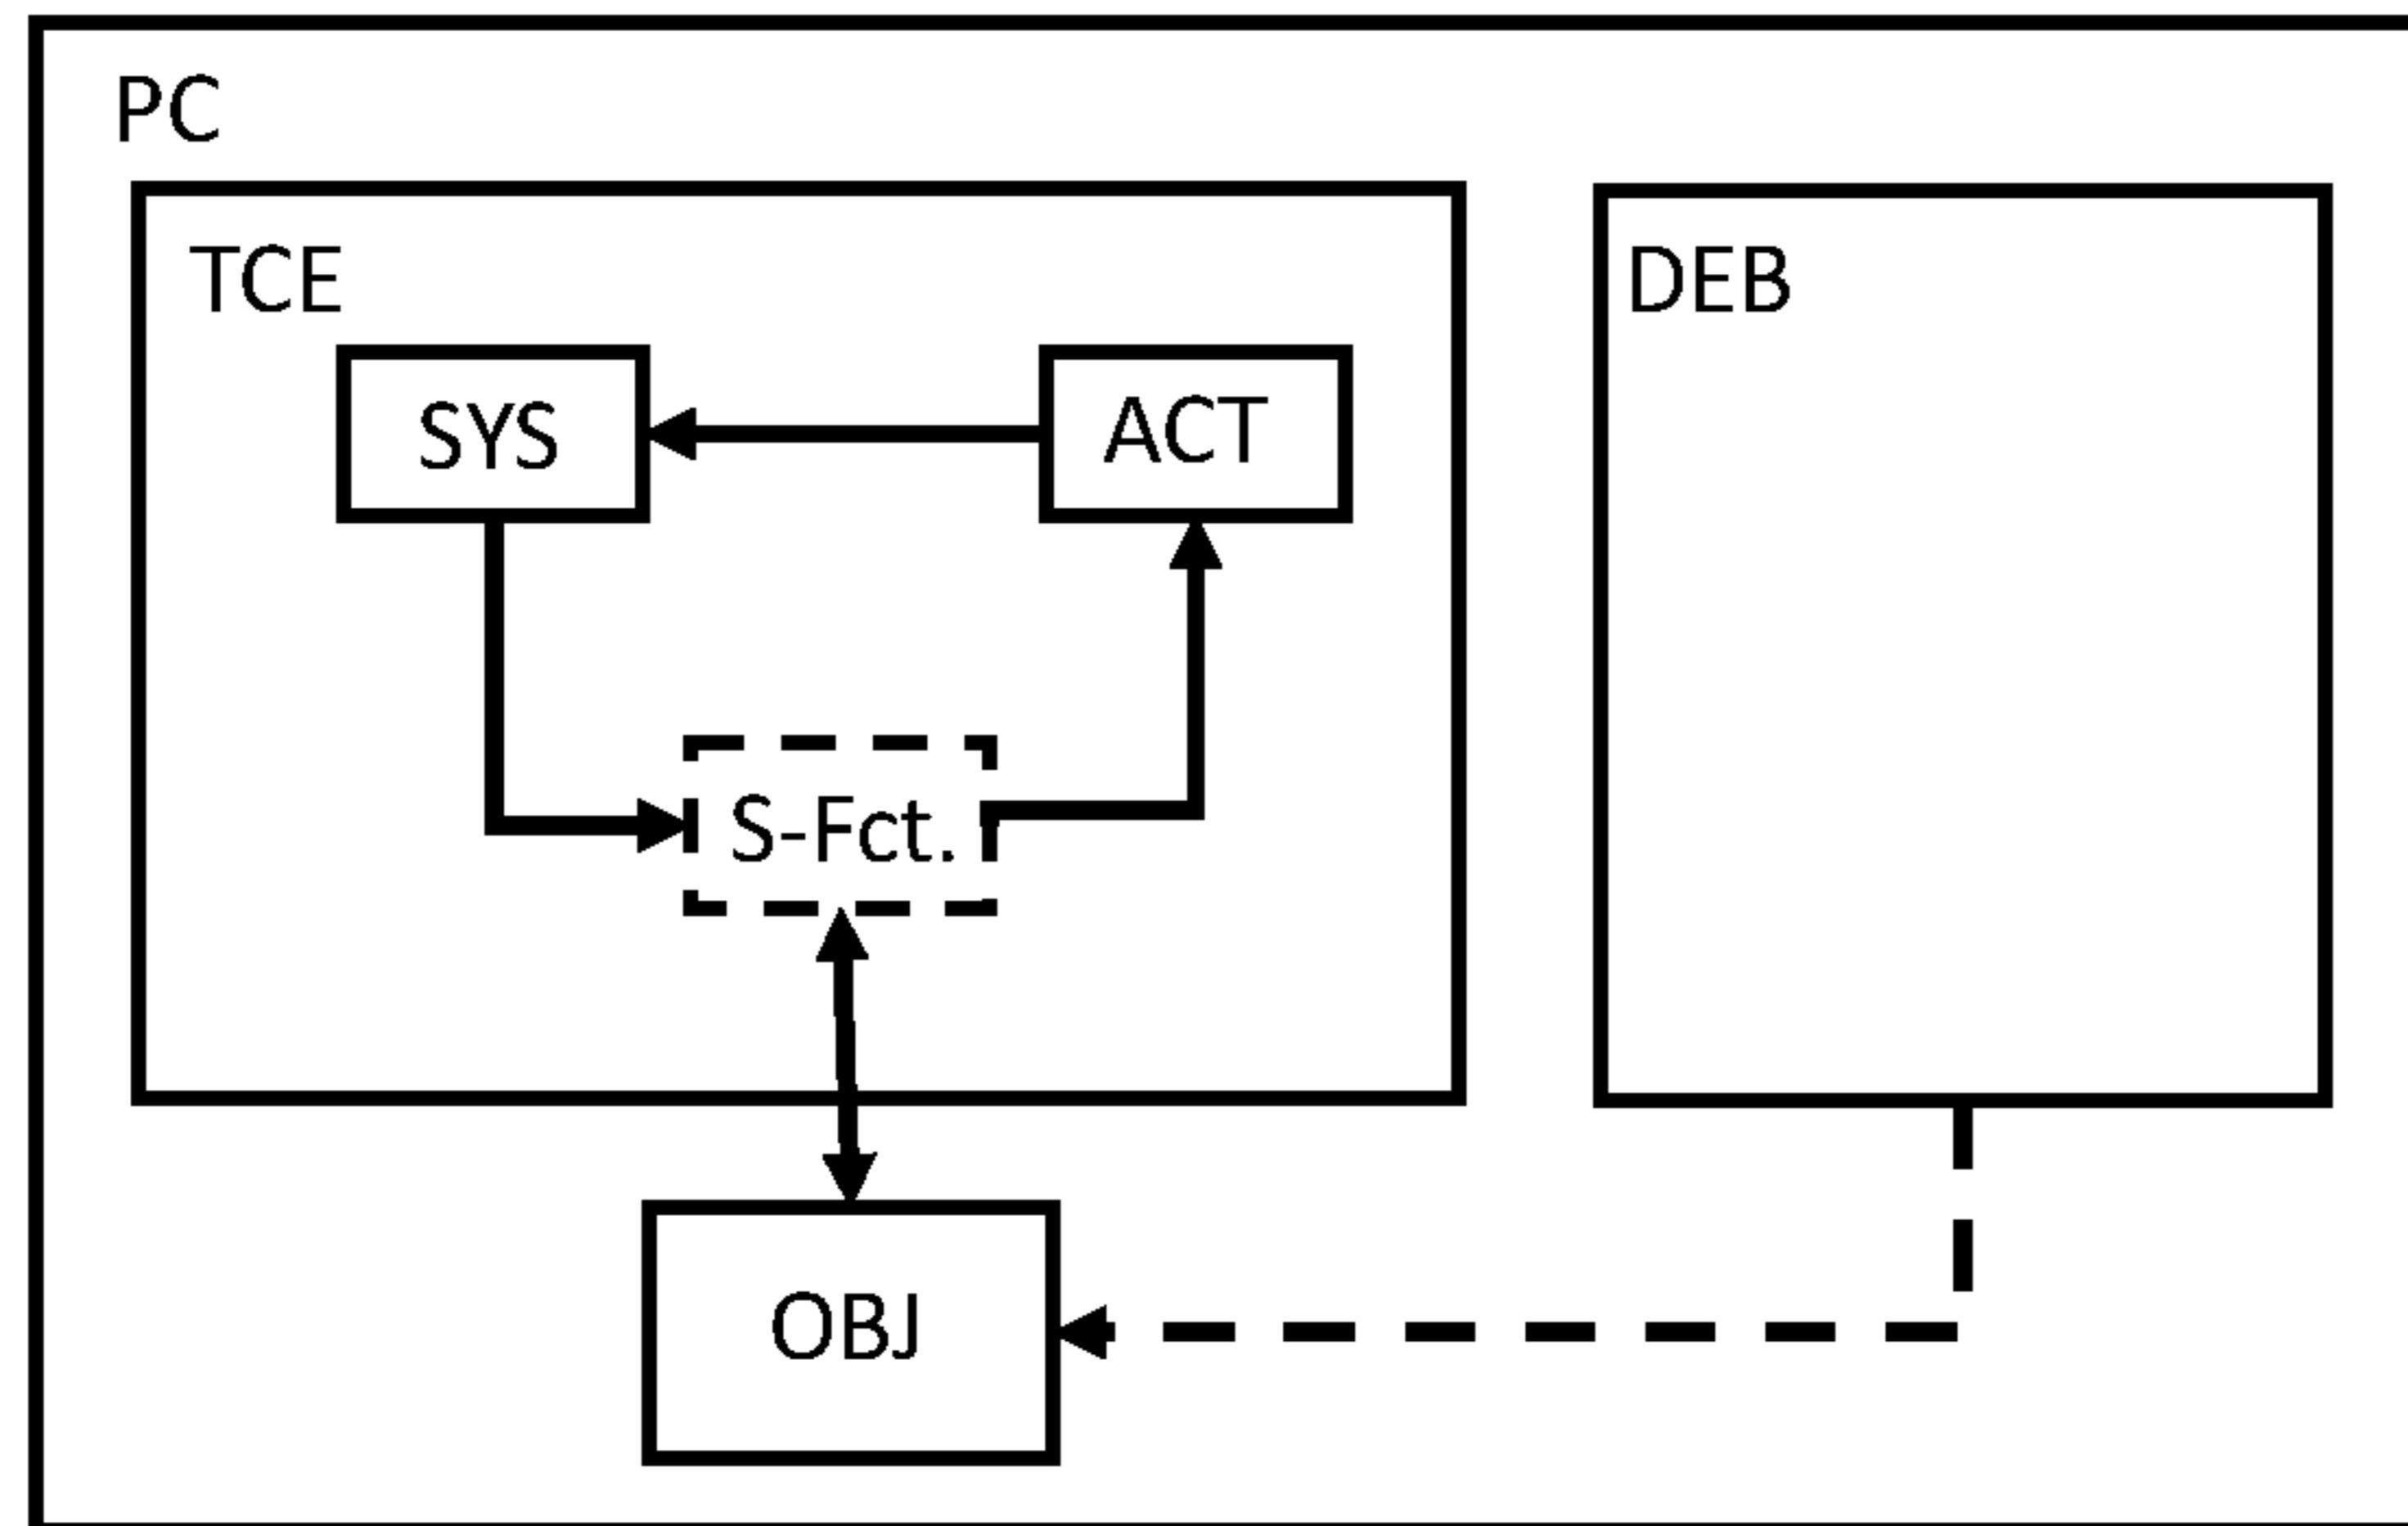 PC
TCE
DEB
SYS
ACT
S-Fct.
OBJ